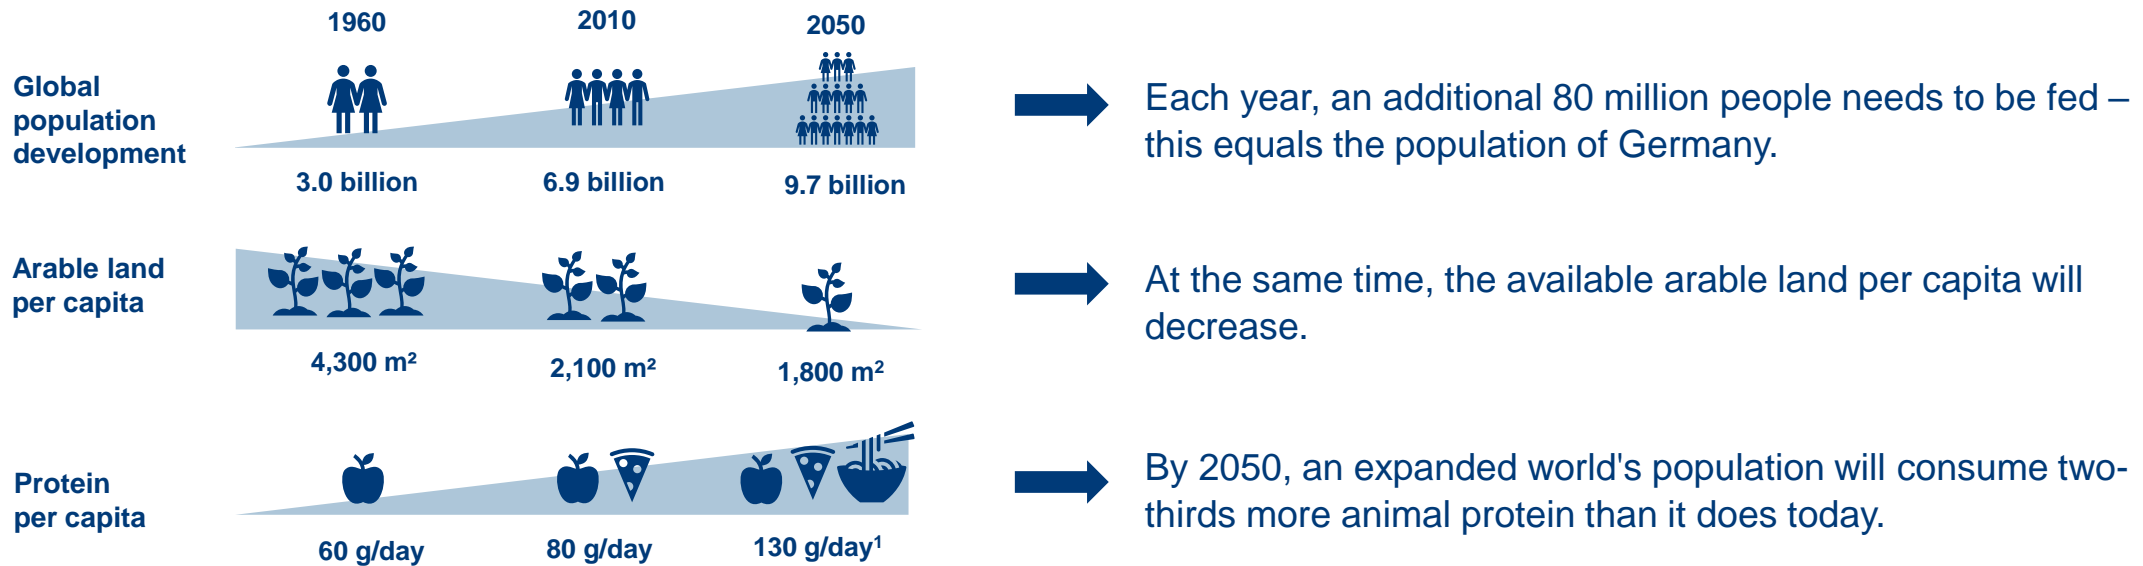 1960
2010
2050
Global
population
development
3.0 billion
6.9 billion
9.7 billion
Each year, an additional 80 million people needs to be fed –
this equals the population of Germany.
Arable land
per capita
4,300 m²
2,100 m²
1,800 m²
At the same time, the available arable land per capita will
decrease.
Protein
per capita
60 g/day
80 g/day
130 g/day¹
By 2050, an expanded world's population will consume two-
thirds more animal protein than it does today.